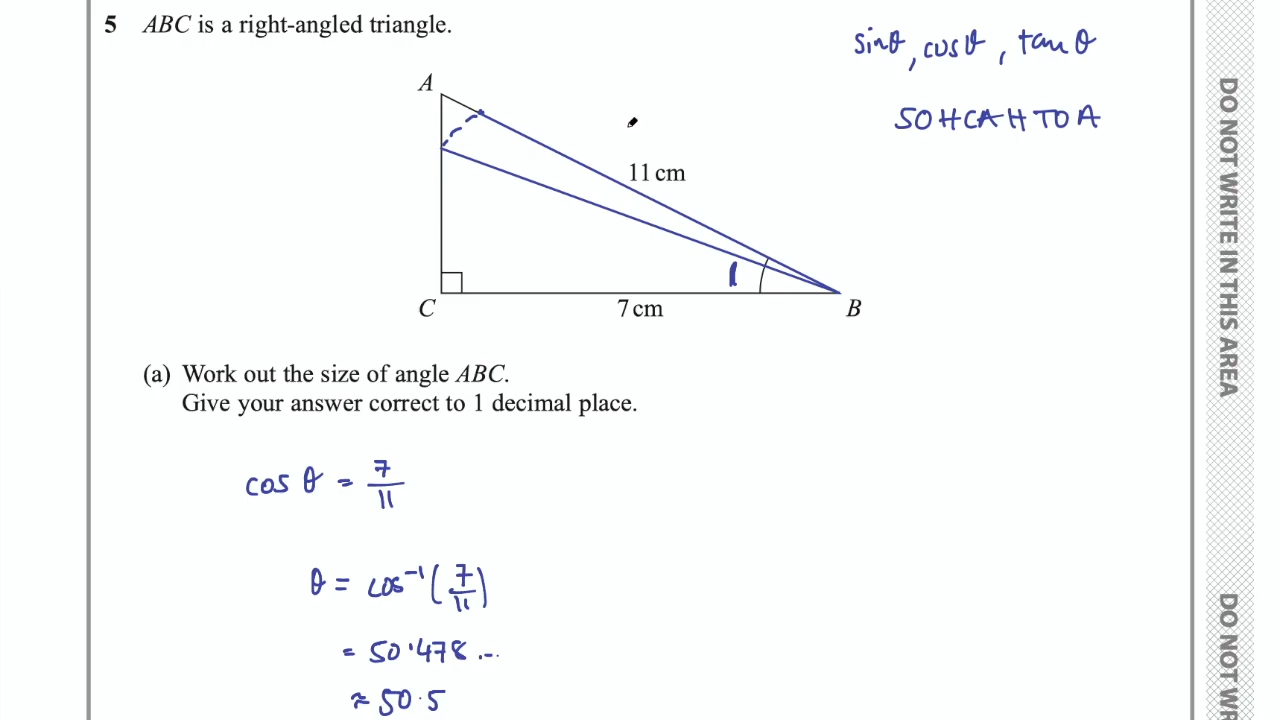 5 ABC is a right-angled triangle.
sinθ, cosθ, tanθ
SOHCAHTOA
A
11 cm
C
7 cm
B
(a) Work out the size of angle ABC.
Give your answer correct to 1 decimal place.
cos θ = 7/11
θ = cos⁻¹(7/11)
= 50.478...
≈ 50.5
DO NOT WRITE IN THIS AREA
DO NOT WR